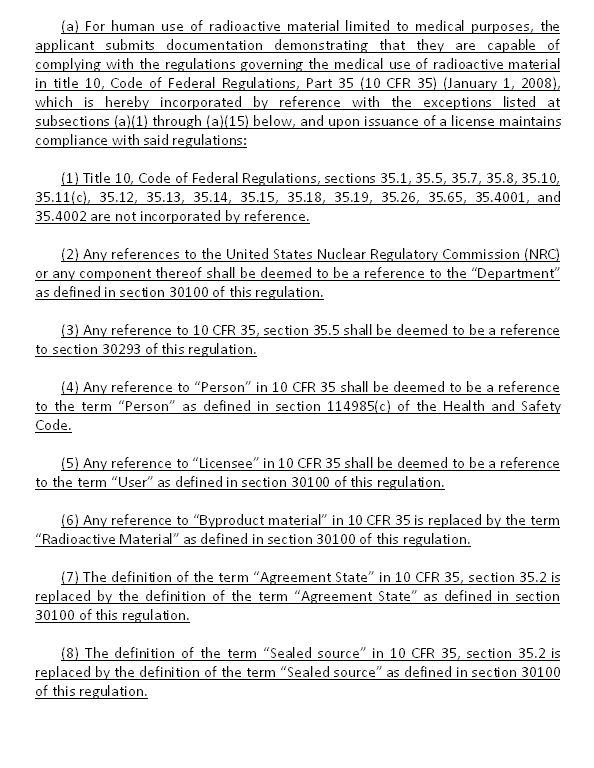 (a) For human use of radioactive material limited to medical purposes, the
applicant submits documentation demonstrating that they are capable of
complying with the regulations governing the medical use of radioactive material
in title 10, Code of Federal Regulations, Part 35 (10 CFR 35) (January 1, 2008),
which is hereby incorporated by reference with the exceptions listed at
subsections (a)(1) through (a)(15) below, and upon issuance of a license maintains
compliance with said regulations:
(1) Title 10, Code of Federal Regulations, sections 35.1, 35.5, 35.7, 35.8, 35.10,
35.11(c), 35.12, 35.13, 35.14, 35.15, 35.18, 35.19, 35.26, 35.65, 35.4001, and
35.4002 are not incorporated by reference.
(2) Any references to the United States Nuclear Regulatory Commission (NRC)
or any component thereof shall be deemed to be a reference to the “Department”
as defined in section 30100 of this regulation.
(3) Any reference to 10 CFR 35, section 35.5 shall be deemed to be a reference
to section 30293 of this regulation.
(4) Any reference to “Person” in 10 CFR 35 shall be deemed to be a reference
to the term “Person” as defined in section 114985(c) of the Health and Safety
Code.
(5) Any reference to “Licensee” in 10 CFR 35 shall be deemed to be a reference
to the term “User” as defined in section 30100 of this regulation.
(6) Any reference to “Byproduct material” in 10 CFR 35 is replaced by the term
“Radioactive Material” as defined in section 30100 of this regulation.
(7) The definition of the term “Agreement State” in 10 CFR 35, section 35.2 is
replaced by the definition of the term “Agreement State” as defined in section
30100 of this regulation.
(8) The definition of the term “Sealed source” in 10 CFR 35, section 35.2 is
replaced by the definition of the term “Sealed source” as defined in section 30100
of this regulation.